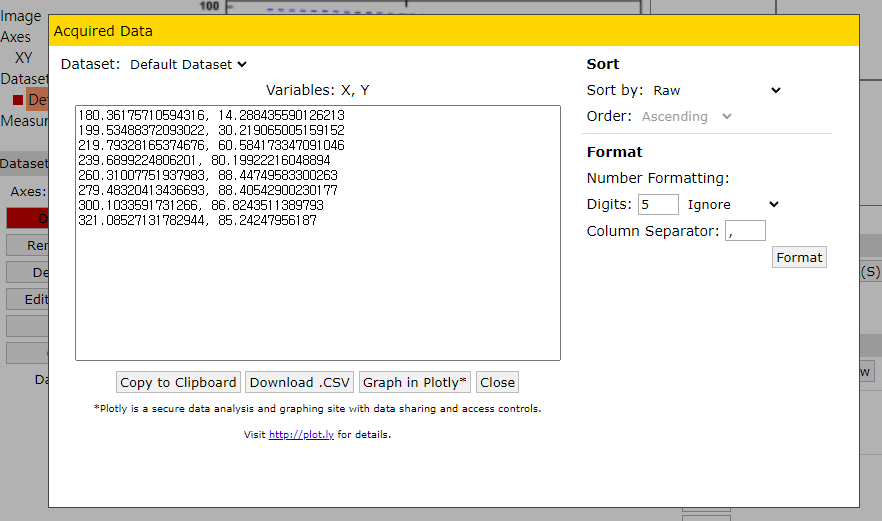 100
Image
Axes
XY
Dataset
De
Measur
Dataset
Axes:
D
Ren
De
Edit
Da
(S)
w
Acquired Data
Dataset: Default Dataset
Variables: X, Y
180.36175710594316, 14.288435590126213
199.53488372093022, 30.219065005159152
219.79328165374676, 60.584173347091046
239.6899224806201, 80.19922216048894
260.31007751937983, 88.44749583300263
279.48320413436693, 88.40542900230177
300.1033591731266, 86.8243511389793
321.08527131782944, 85.24247956187
Copy to Clipboard Download .CSV Graph in Plotly* Close
*Plotly is a secure data analysis and graphing site with data sharing and access controls.
Visit http://plot.ly for details.
Sort
Sort by: Raw
Order: Ascending
Format
Number Formatting:
Digits: 5 Ignore
Column Separator: ,
Format